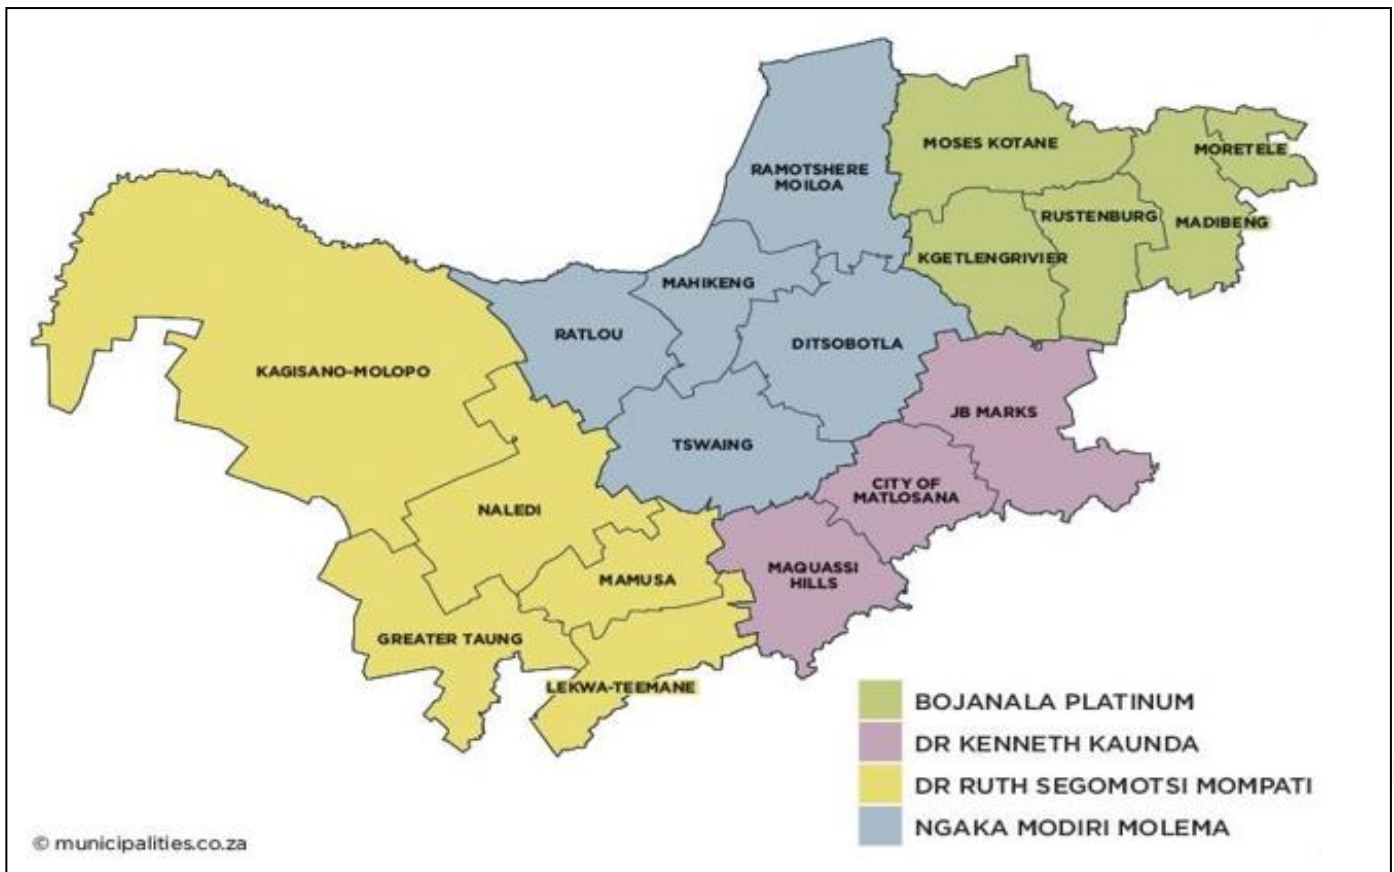 MOSES KOTANE
MORETELE
RAMOTSHERE
MOILOA
RUSTENBURG
MADIBENG
KGETLENGRIVIER
MAHIKENG
RATLOU
DITSOBOTLA
KAGISANO-MOLOPO
JB MARKS
TSWAING
CITY OF
MATLOSANA
NALEDI
MAQUASSI
HILLS
MAMUSA
GREATER TAUNG
LEKWA-TEEMANE
BOJANALA PLATINUM
DR KENNETH KAUNDA
DR RUTH SEGOMOTSI MOMPATI
NGAKA MODIRI MOLEMA
© municipalities.co.za